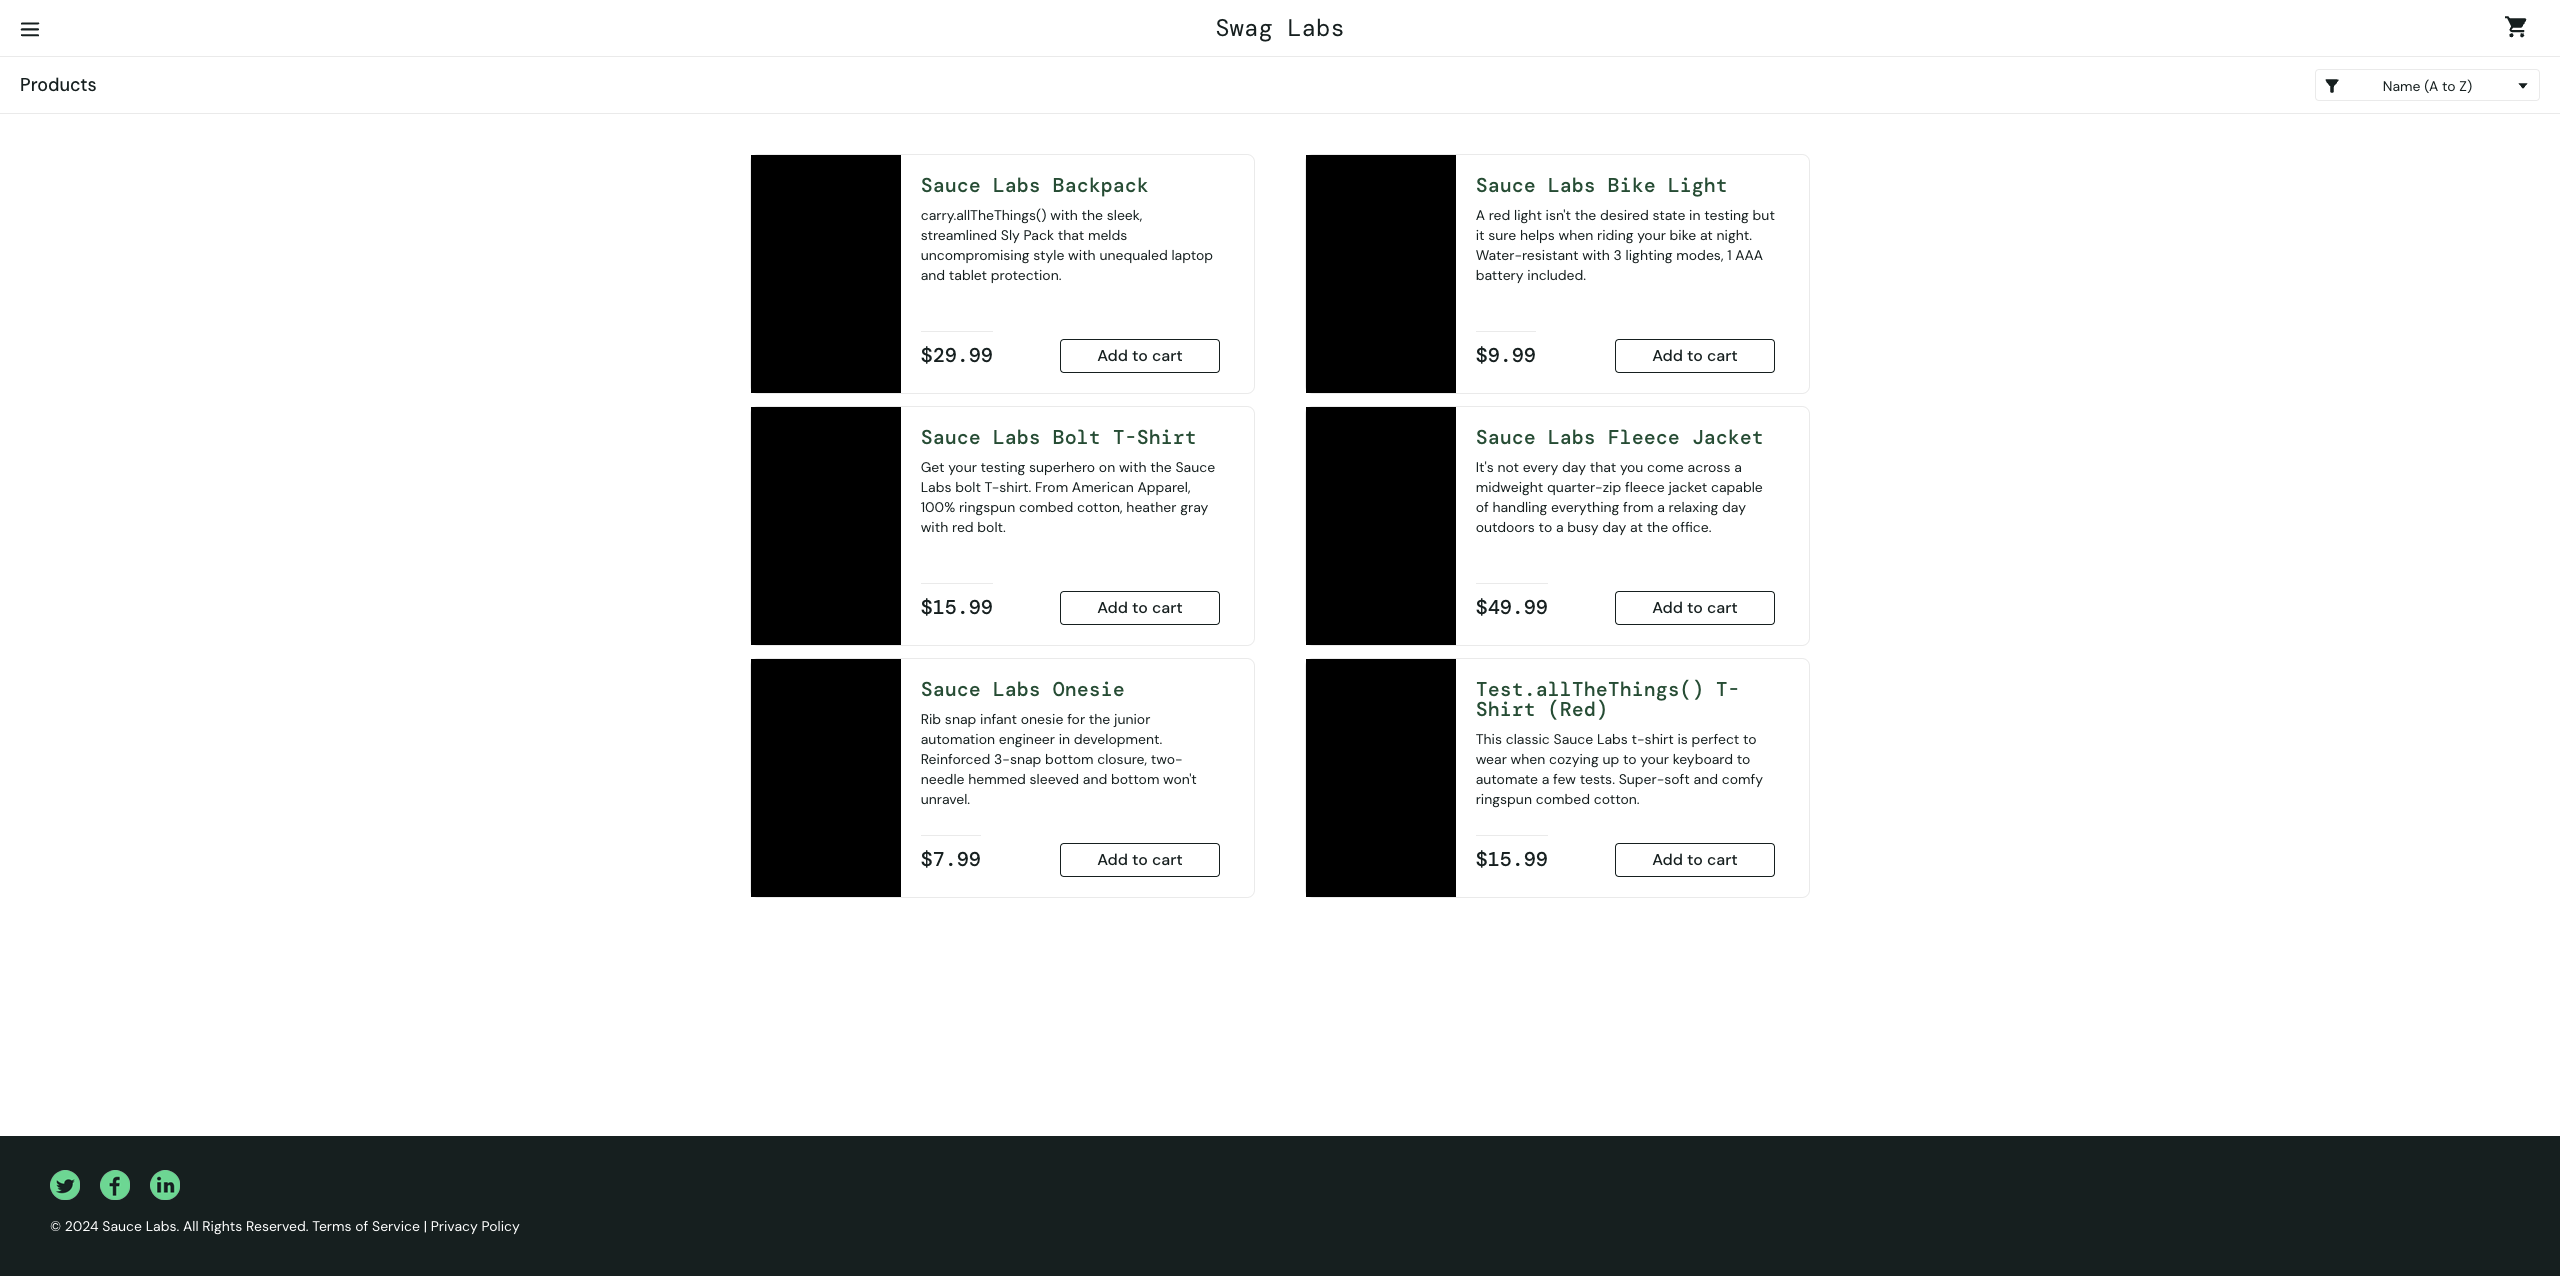 Swag Labs
Products
Name (A to Z)
Sauce Labs Backpack
carry.allTheThings() with the sleek,
streamlined Sly Pack that melds
uncompromising style with unequaled laptop
and tablet protection.
$29.99
Add to cart
Sauce Labs Bike Light
A red light isn't the desired state in testing but
it sure helps when riding your bike at night.
Water-resistant with 3 lighting modes, 1 AAA
battery included.
$9.99
Add to cart
Sauce Labs Bolt T-Shirt
Get your testing superhero on with the Sauce
Labs bolt T-shirt. From American Apparel,
100% ringspun combed cotton, heather gray
with red bolt.
$15.99
Add to cart
Sauce Labs Fleece Jacket
It's not every day that you come across a
midweight quarter-zip fleece jacket capable
of handling everything from a relaxing day
outdoors to a busy day at the office.
$49.99
Add to cart
Sauce Labs Onesie
Rib snap infant onesie for the junior
automation engineer in development.
Reinforced 3-snap bottom closure, two-
needle hemmed sleeved and bottom won't
unravel.
$7.99
Add to cart
Test.allTheThings() T-
Shirt (Red)
This classic Sauce Labs t-shirt is perfect to
wear when cozying up to your keyboard to
automate a few tests. Super-soft and comfy
ringspun combed cotton.
$15.99
Add to cart
© 2024 Sauce Labs. All Rights Reserved. Terms of Service | Privacy Policy